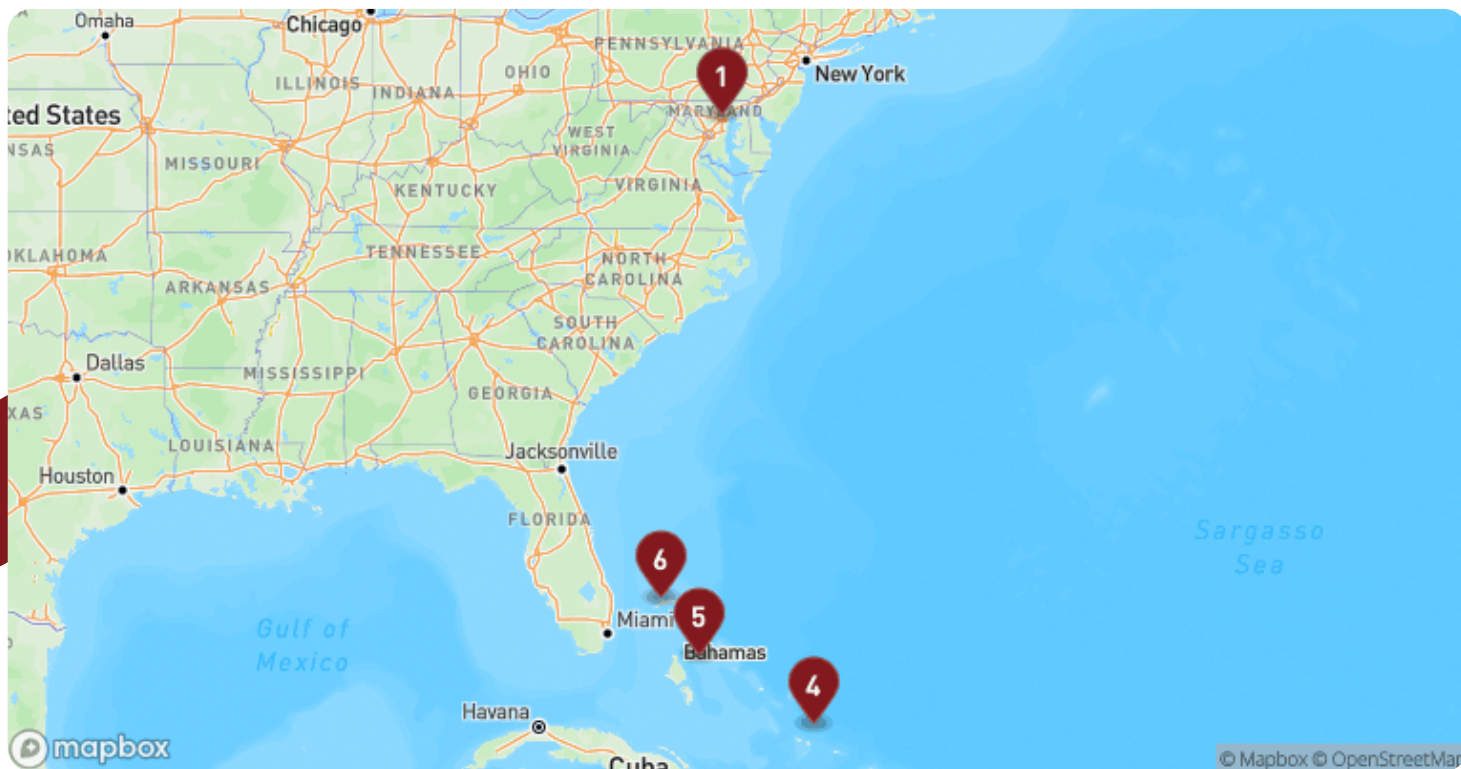 Omaha
Chicago
PENNSYLVANIA
New York
OHIO
1
ILLINOIS
INDIANA
ted States
MARYLAND
NSAS
WEST
VIRGINIA
MISSOURI
KENTUCKY
VIRGINIA
OKLAHOMA
TENNESSEE
NORTH
CAROLINA
ARKANSAS
SOUTH
CAROLINA
Dallas
MISSISSIPPI
GEORGIA
XAS
LOUISIANA
Jacksonville
Houston
FLORIDA
Sargasso
Sea
6
5
Miami
Gulf of
Mexico
Bahamas
4
Havana
mapbox
Cuba
© Mapbox © OpenStreetMap